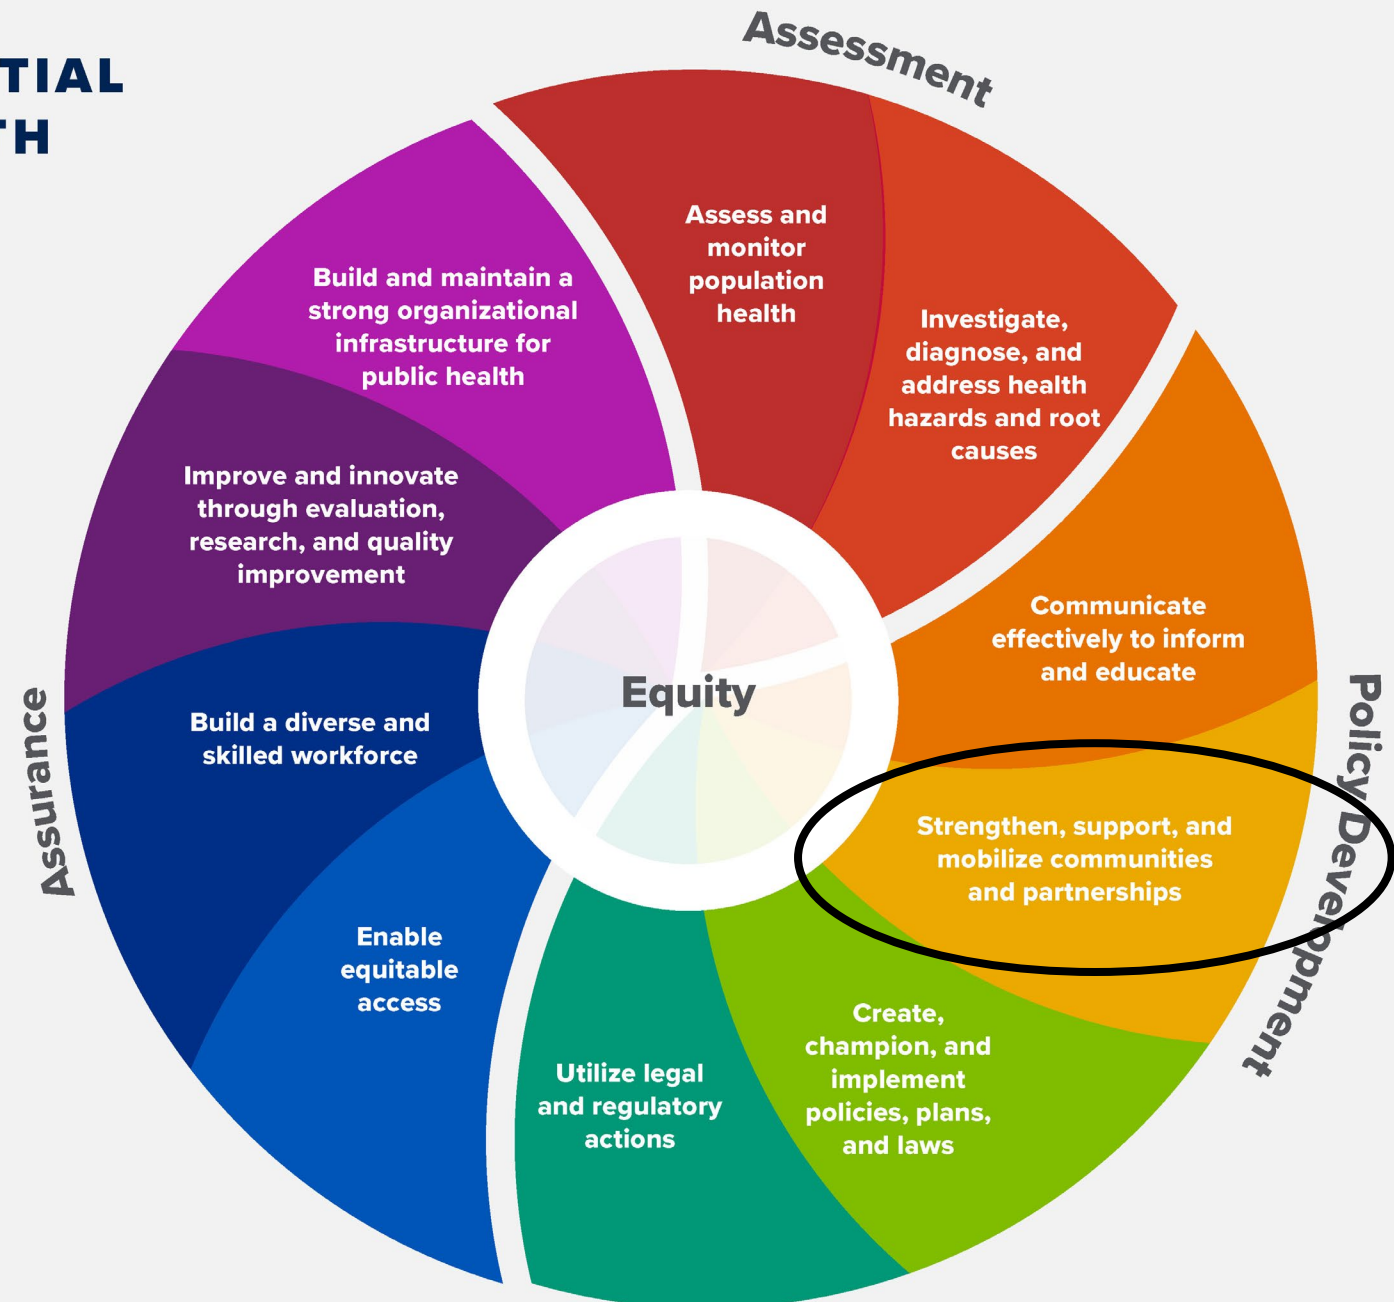 TIAL
TH
Assessment
Assess and
monitor
population
health
Investigate,
diagnose, and
address health
hazards and root
causes
Communicate
effectively to inform
and educate
Policy Development
Strengthen, support, and
mobilize communities
and partnerships
Create,
champion, and
implement
policies, plans,
and laws
Utilize legal
and regulatory
actions
Enable
equitable
access
Assurance
Build a diverse and
skilled workforce
Improve and innovate
through evaluation,
research, and quality
improvement
Build and maintain a
strong organizational
infrastructure for
public health
Equity